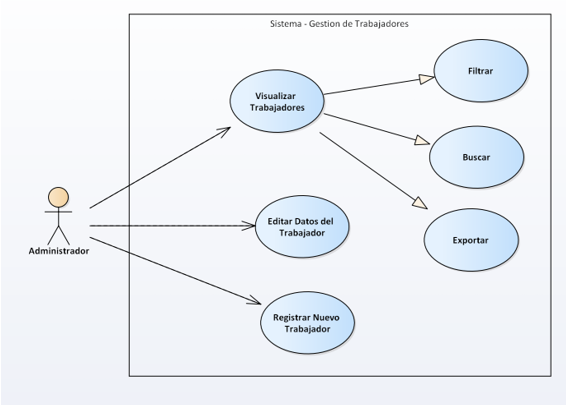 Sistema - Gestion de Trabajadores
Visualizar
Trabajadores
Filtrar
Buscar
Exportar
Editar Datos del
Trabajador
Administrador
Registrar Nuevo
Trabajador